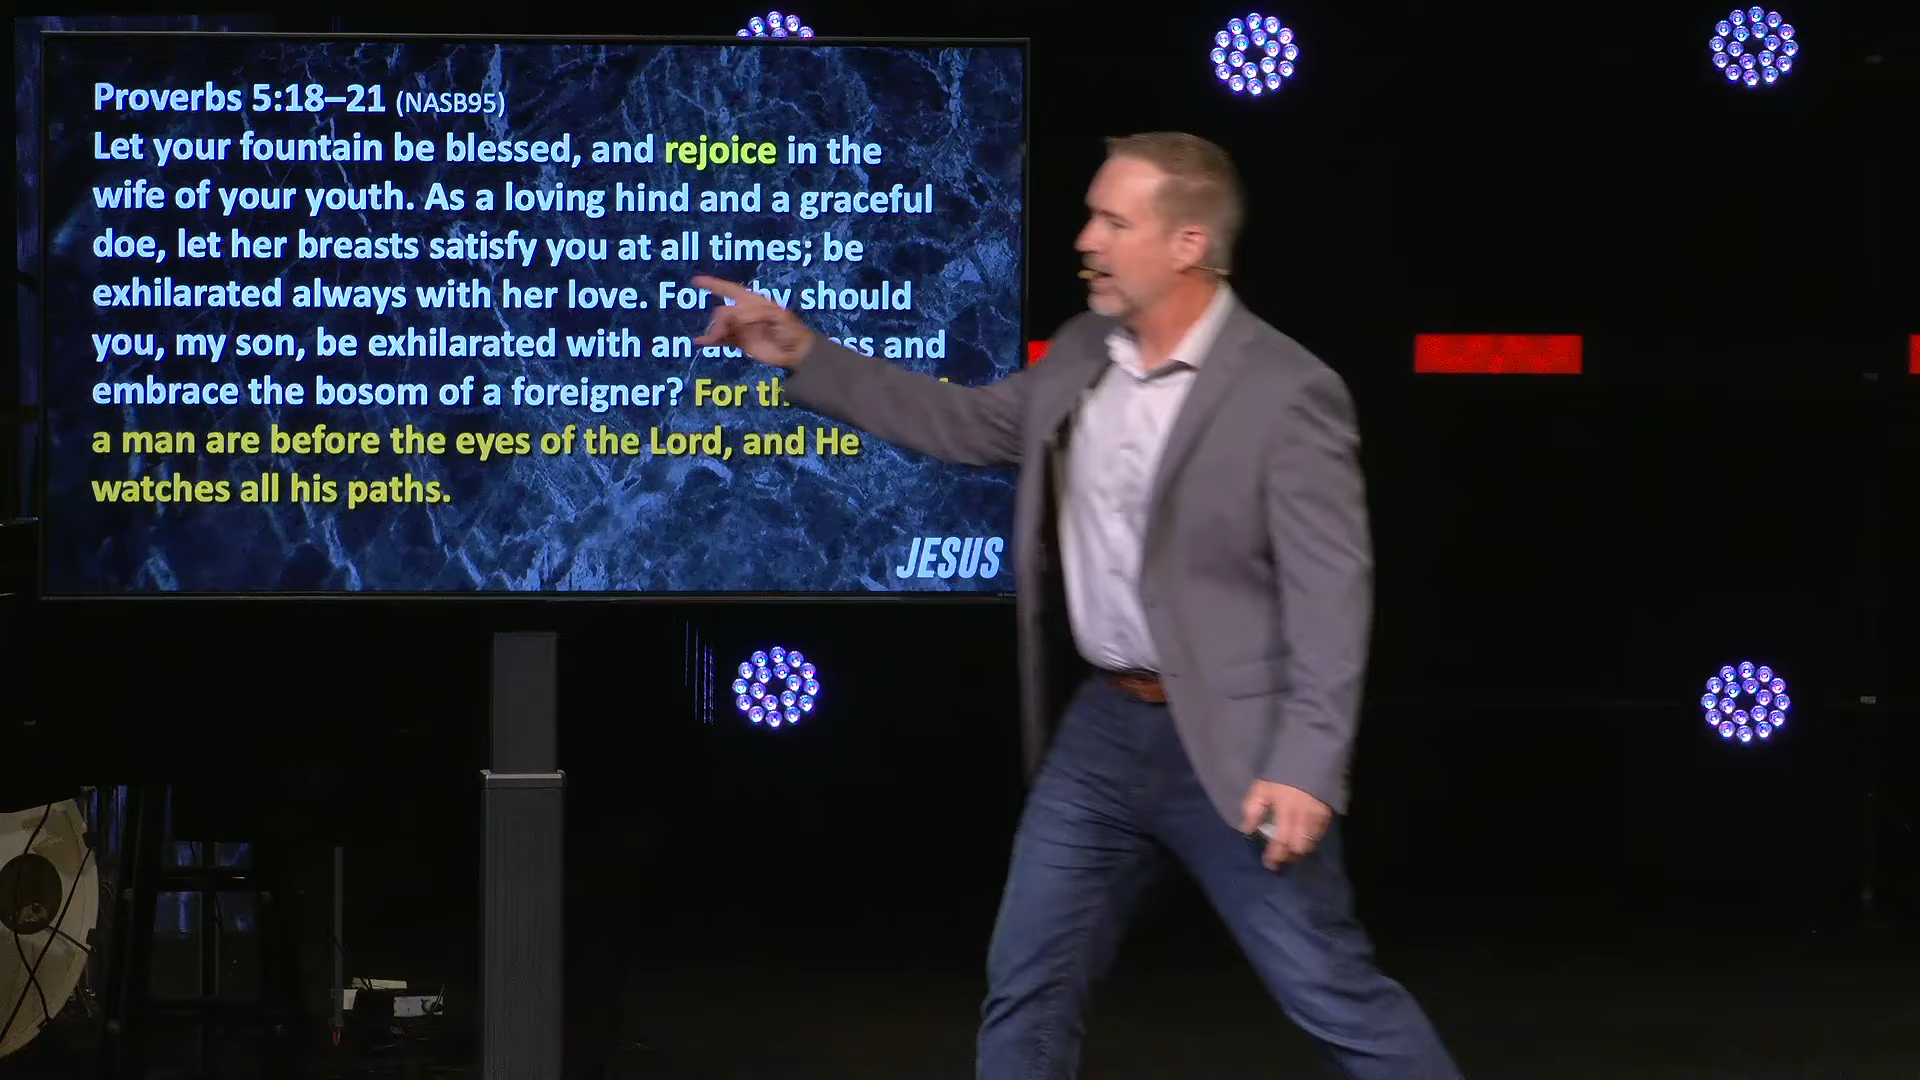 Proverbs 5:18–21 (NASB95)
Let your fountain be blessed, and rejoice in the
wife of your youth. As a loving hind and a graceful
doe, let her breasts satisfy you at all times; be
exhilarated always with her love. For why should
you, my son, be exhilarated with an and
embrace the bosom of a foreigner? For
a man are before the eyes of the Lord, and He
watches all his paths.
JESUS